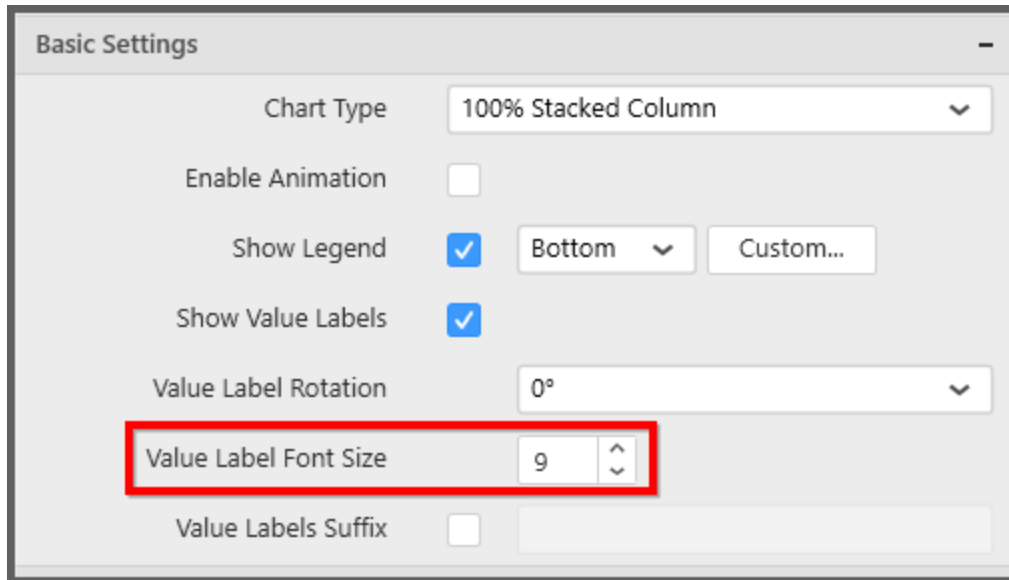 Basic Settings
Chart Type 100% Stacked Column
Enable Animation
Show Legend Bottom Custom...
Show Value Labels
Value Label Rotation 0°
Value Label Font Size 9
Value Labels Suffix